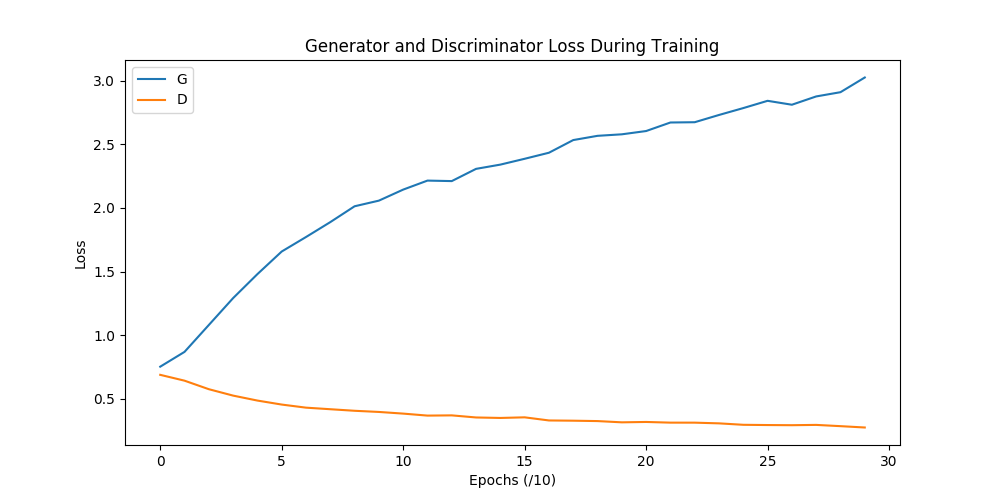 Generator and Discriminator Loss During Training
G
D
3.0
2.5
2.0
1.5
1.0
0.5
Loss
0 5 10 15 20 25 30
Epochs (/10)